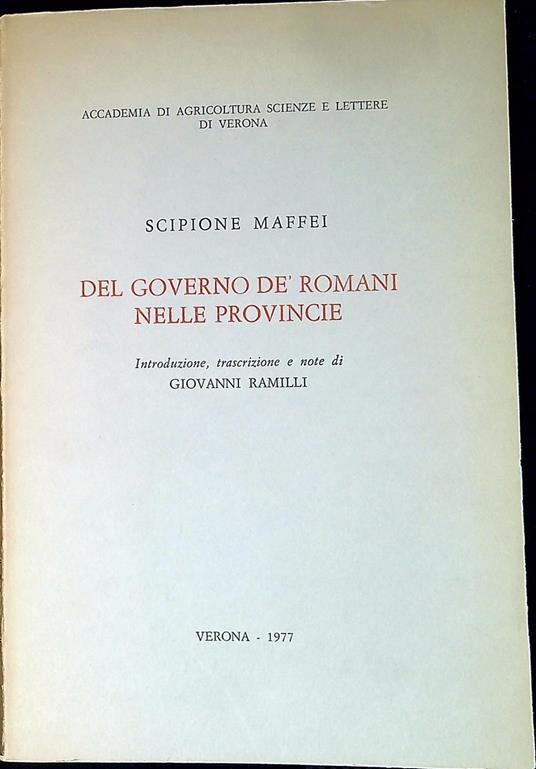 ACCADEMIA DI AGRICOLTURA SCIENZE E LETTERE
DI VERONA
SCIPIONE MAFFEI
DEL GOVERNO DE' ROMANI
NELLE PROVINCIE
Introduzione, trascrizione e note di
GIOVANNI RAMILLI
VERONA - 1977